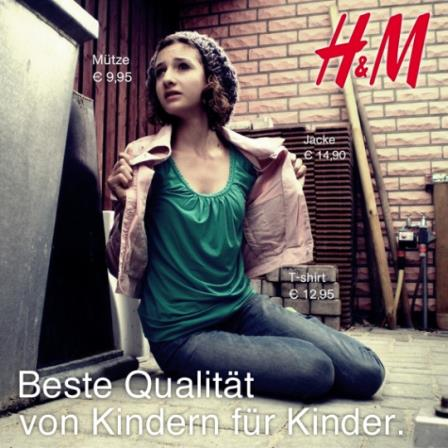 H&M
Mütze
€ 9,95
Jacke
€ 14,90
T-shirt
€ 12,95
Beste Qualität
von Kindern für Kinder.